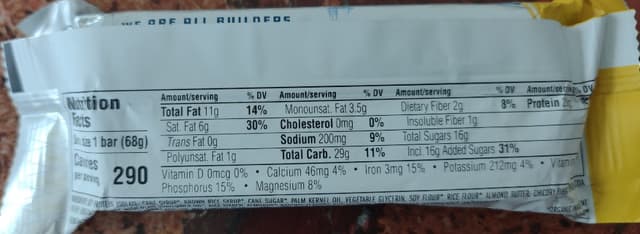 WE ARE ALL BUILDERS
Nutrition Facts
size 1 bar (68g)
Calories per serving 290
Amount/serving % DV
Total Fat 11g 14%
Sat. Fat 6g 30%
Trans Fat 0g
Polyunsat. Fat 1g
Amount/serving % DV
Monounsat. Fat 3.5g
Cholesterol 0mg 0%
Sodium 200mg 9%
Total Carb. 29g 11%
Amount/serving % DV
Dietary Fiber 2g 8%
Insoluble Fiber 1g
Total Sugars 16g
Incl. 16g Added Sugars 31%
% DV
Protein
Vitamin D 0mcg 0% • Calcium 46mg 4% • Iron 3mg 15% • Potassium 212mg 4% • Vitamin
Phosphorus 15% • Magnesium 8%
CANE SYRUP*, BROWN RICE SYRUP*, CANE SUGAR*, PALM KERNEL OIL, VEGETABLE GLYCERIN, SOY FLOUR*, RICE FLOUR*, ALMOND BUTTER, CHICORY